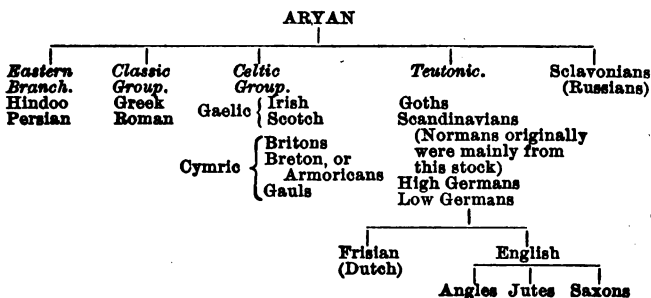 ARYAN
Eastern Branch.
Hindoo
Persian
Classic Group.
Greek
Roman
Celtic Group.
Gaelic { Irish
Scotch
Cymric { Britons
Breton, or
Armoricans
Gauls
Teutonic.
Goths
Scandinavians
(Normans originally
were mainly from
this stock)
High Germans
Low Germans
Sclavonians
(Russians)
Frisian
(Dutch)
English
Angles Jutes Saxons